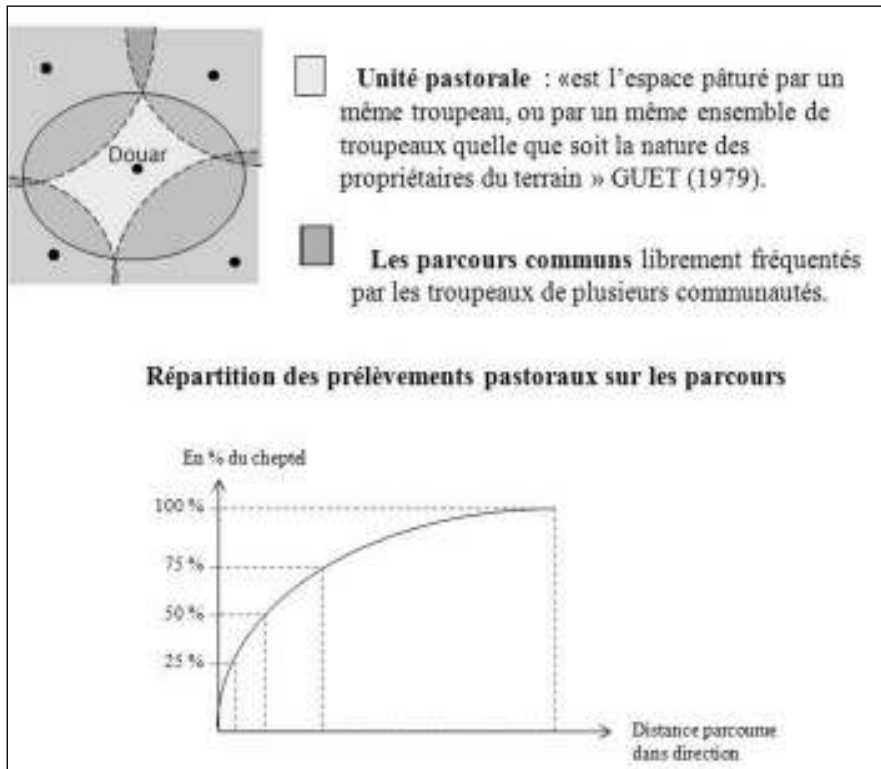 Douar
Unité pastorale : «est l'espace pâturé par un
même troupeau, ou par un même ensemble de
troupeaux quelle que soit la nature des
propriétaires du terrain » GUET (1979).
Les parcours communs librement fréquentés
par les troupeaux de plusieurs communautés.
Répartition des prélèvements pastoraux sur les parcours
En % du cheptel
100 %
75 %
50 %
25 %
Distance parcourue
dans direction